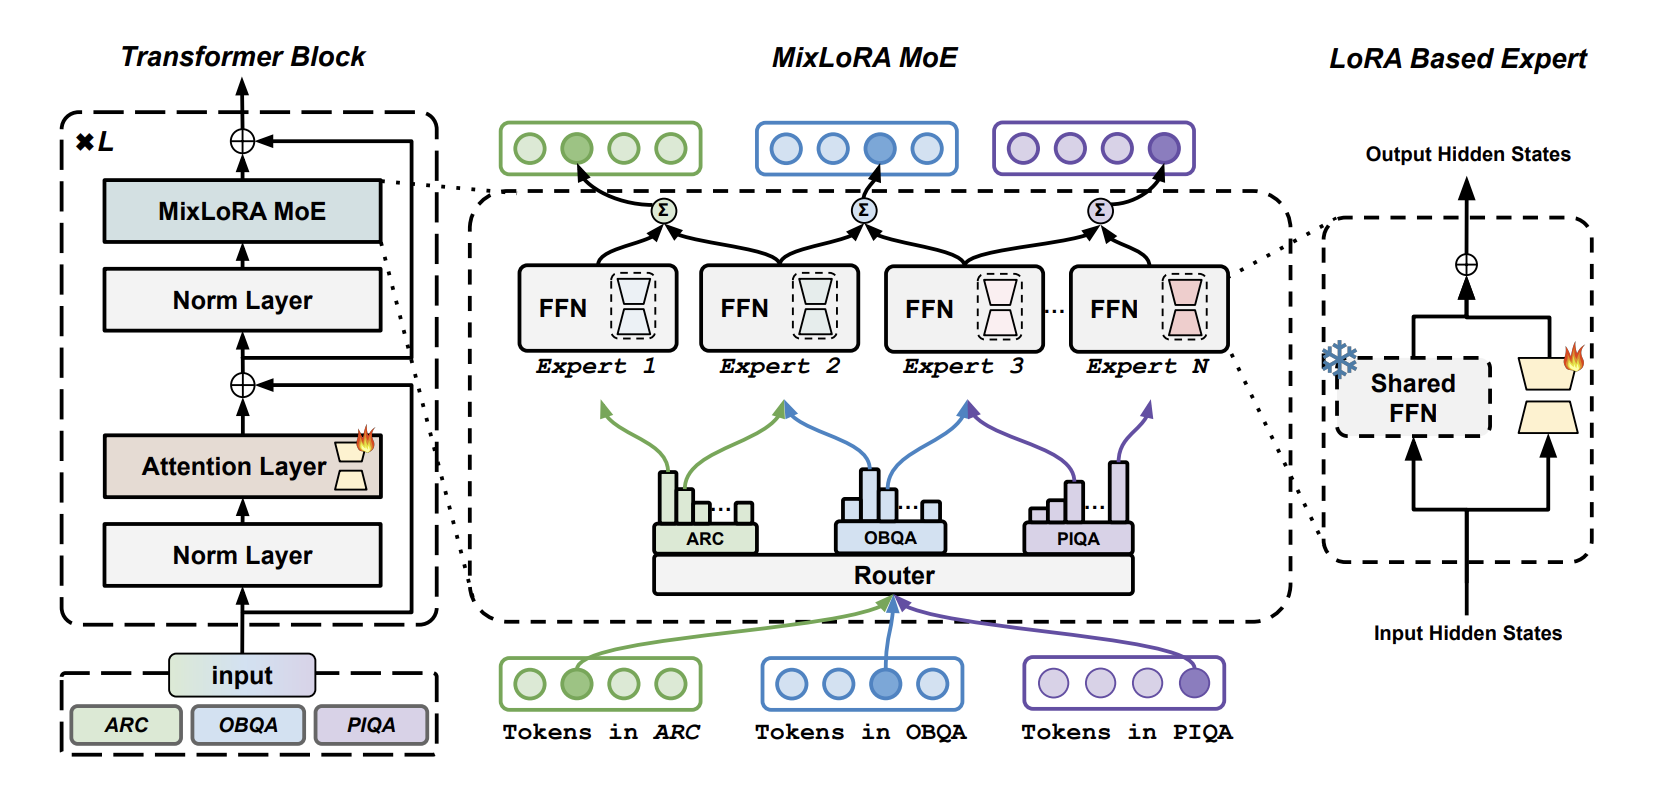 Transformer Block
✖L
MixLoRA MoE
Norm Layer
Attention Layer
Norm Layer
input
ARC
OBQA
PIQA
MixLoRA MoE
Σ
Σ
Σ
FFN
FFN
FFN
...
FFN
Expert 1
Expert 2
Expert 3
Expert N
...
...
...
ARC
OBQA
PIQA
Router
Tokens in ARC
Tokens in OBQA
Tokens in PIQA
LoRA Based Expert
Output Hidden States
Shared
FFN
Input Hidden States